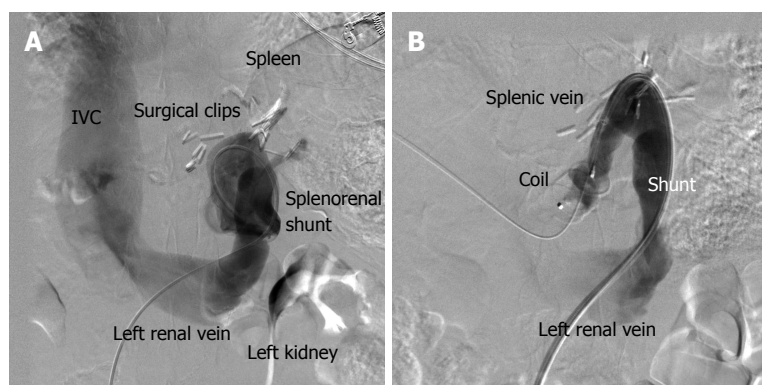 A
Spleen
Surgical clips
IVC
Splenorenal
shunt
Left renal vein
Left kidney
B
Splenic vein
Coil
Shunt
Left renal vein